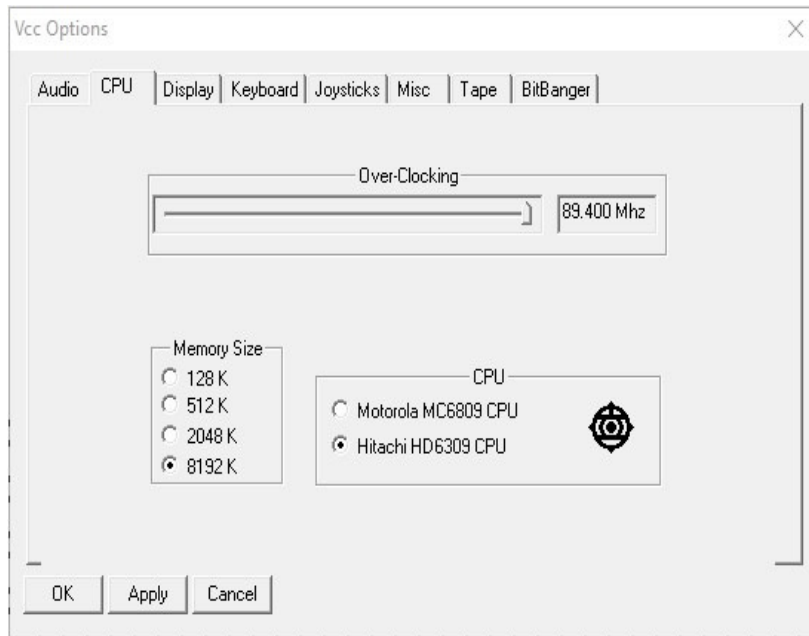 Vcc Options
Audio CPU Display Keyboard Joysticks Misc Tape BitBanger
Over-Clocking
89.400 Mhz
Memory Size
128 K
512 K
2048 K
8192 K
CPU
Motorola MC6809 CPU
Hitachi HD6309 CPU
OK Apply Cancel